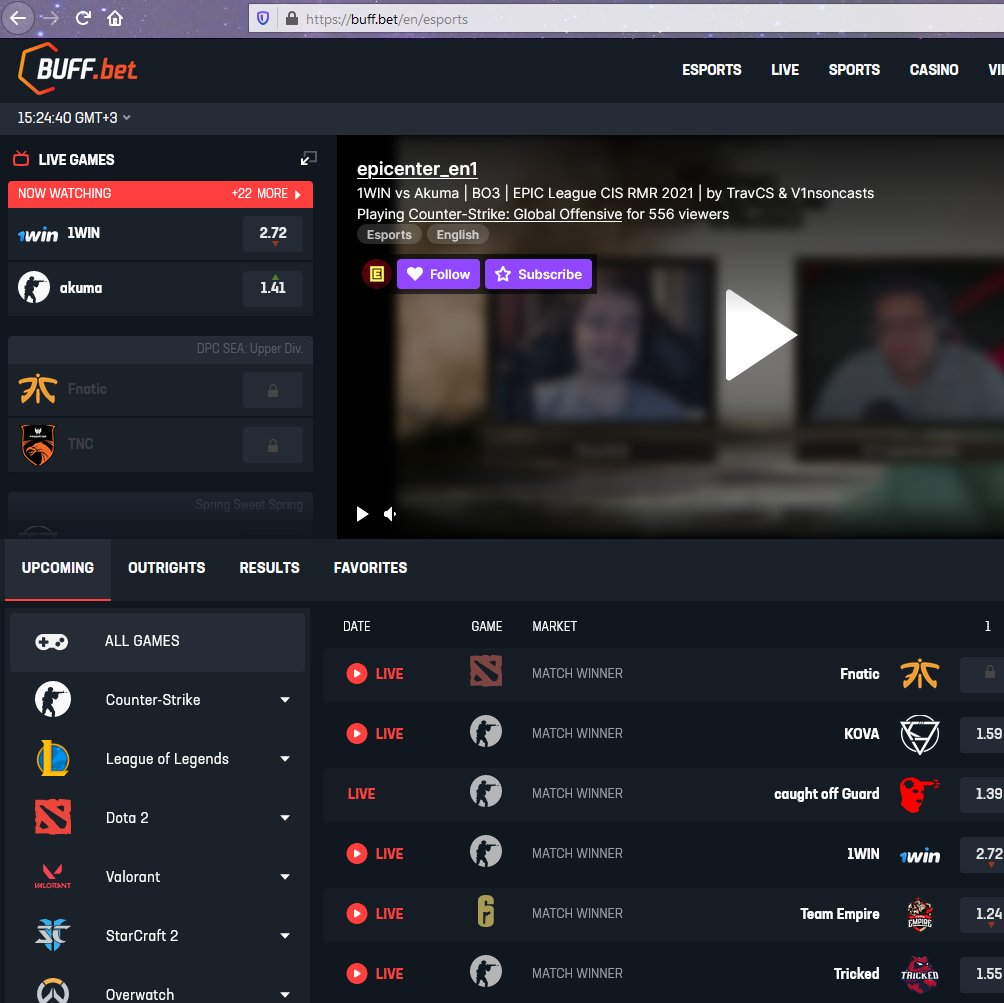 https://buff.bet/en/esports
BUFF.bet
ESPORTS LIVE SPORTS CASINO VI
15:24:40 GMT+3
LIVE GAMES
NOW WATCHING +22 MORE
1win 1WIN 2.72
akuma 1.41
DPC SEA: Upper Div.
Fnatic
TNC
Spring Sweet Spring
epicenter_en1
1WIN vs Akuma | BO3 | EPIC League CIS RMR 2021 | by TravCS & V1nsoncasts
Playing Counter-Strike: Global Offensive for 556 viewers
Esports English
E Follow Subscribe
UPCOMING OUTRIGHTS RESULTS FAVORITES
ALL GAMES
Counter-Strike
League of Legends
Dota 2
VALORANT Valorant
StarCraft 2
Overwatch
DATE GAME MARKET 1
LIVE MATCH WINNER Fnatic
LIVE MATCH WINNER KOVA 1.59
LIVE MATCH WINNER caught off Guard 1.39
LIVE MATCH WINNER 1WIN 1win 2.72
LIVE 6 MATCH WINNER Team Empire EMPIRE 1.24
LIVE MATCH WINNER Tricked TRICKED 1.55